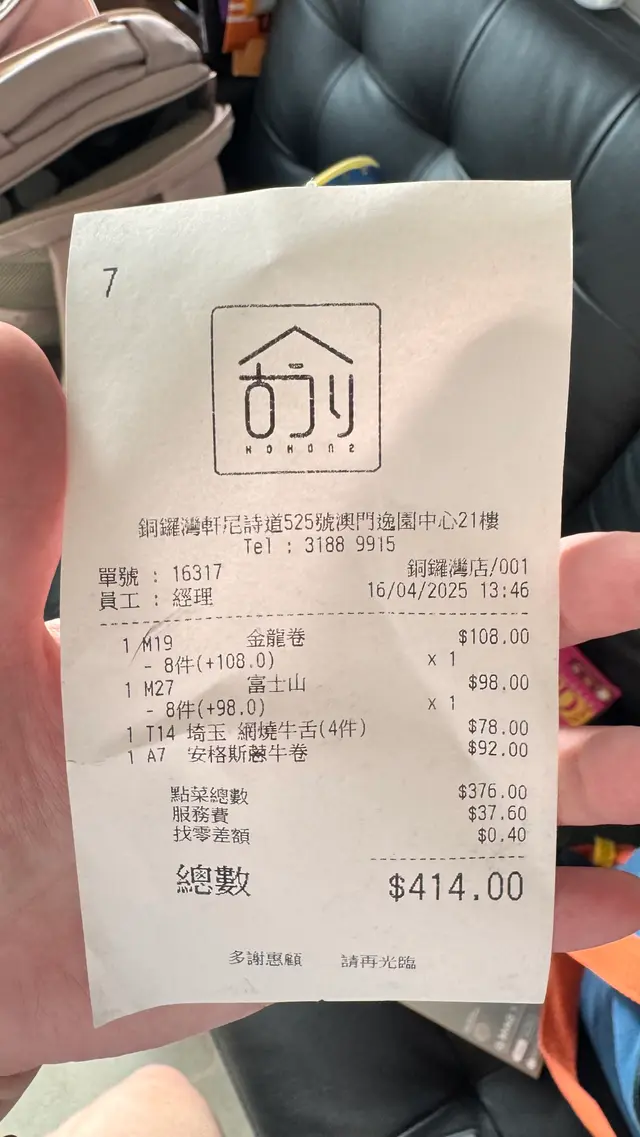 7
KOKON2
銅鑼灣軒尼詩道525號澳門逸園中心21樓
Tel : 3188 9915
單號 : 16317 銅鑼灣店/001
員工 : 經理 16/04/2025 13:46
1 M19 金龍卷 $108.00
- 8件(+108.0) x 1
1 M27 富士山 $98.00
- 8件(+98.0) x 1
1 T14 埼玉 網燒牛舌(4件) $78.00
1 A7 安格斯蔥牛卷 $92.00
點菜總數 $376.00
服務費 $37.60
找零差額 $0.40
總數 $414.00
多謝惠顧 請再光臨